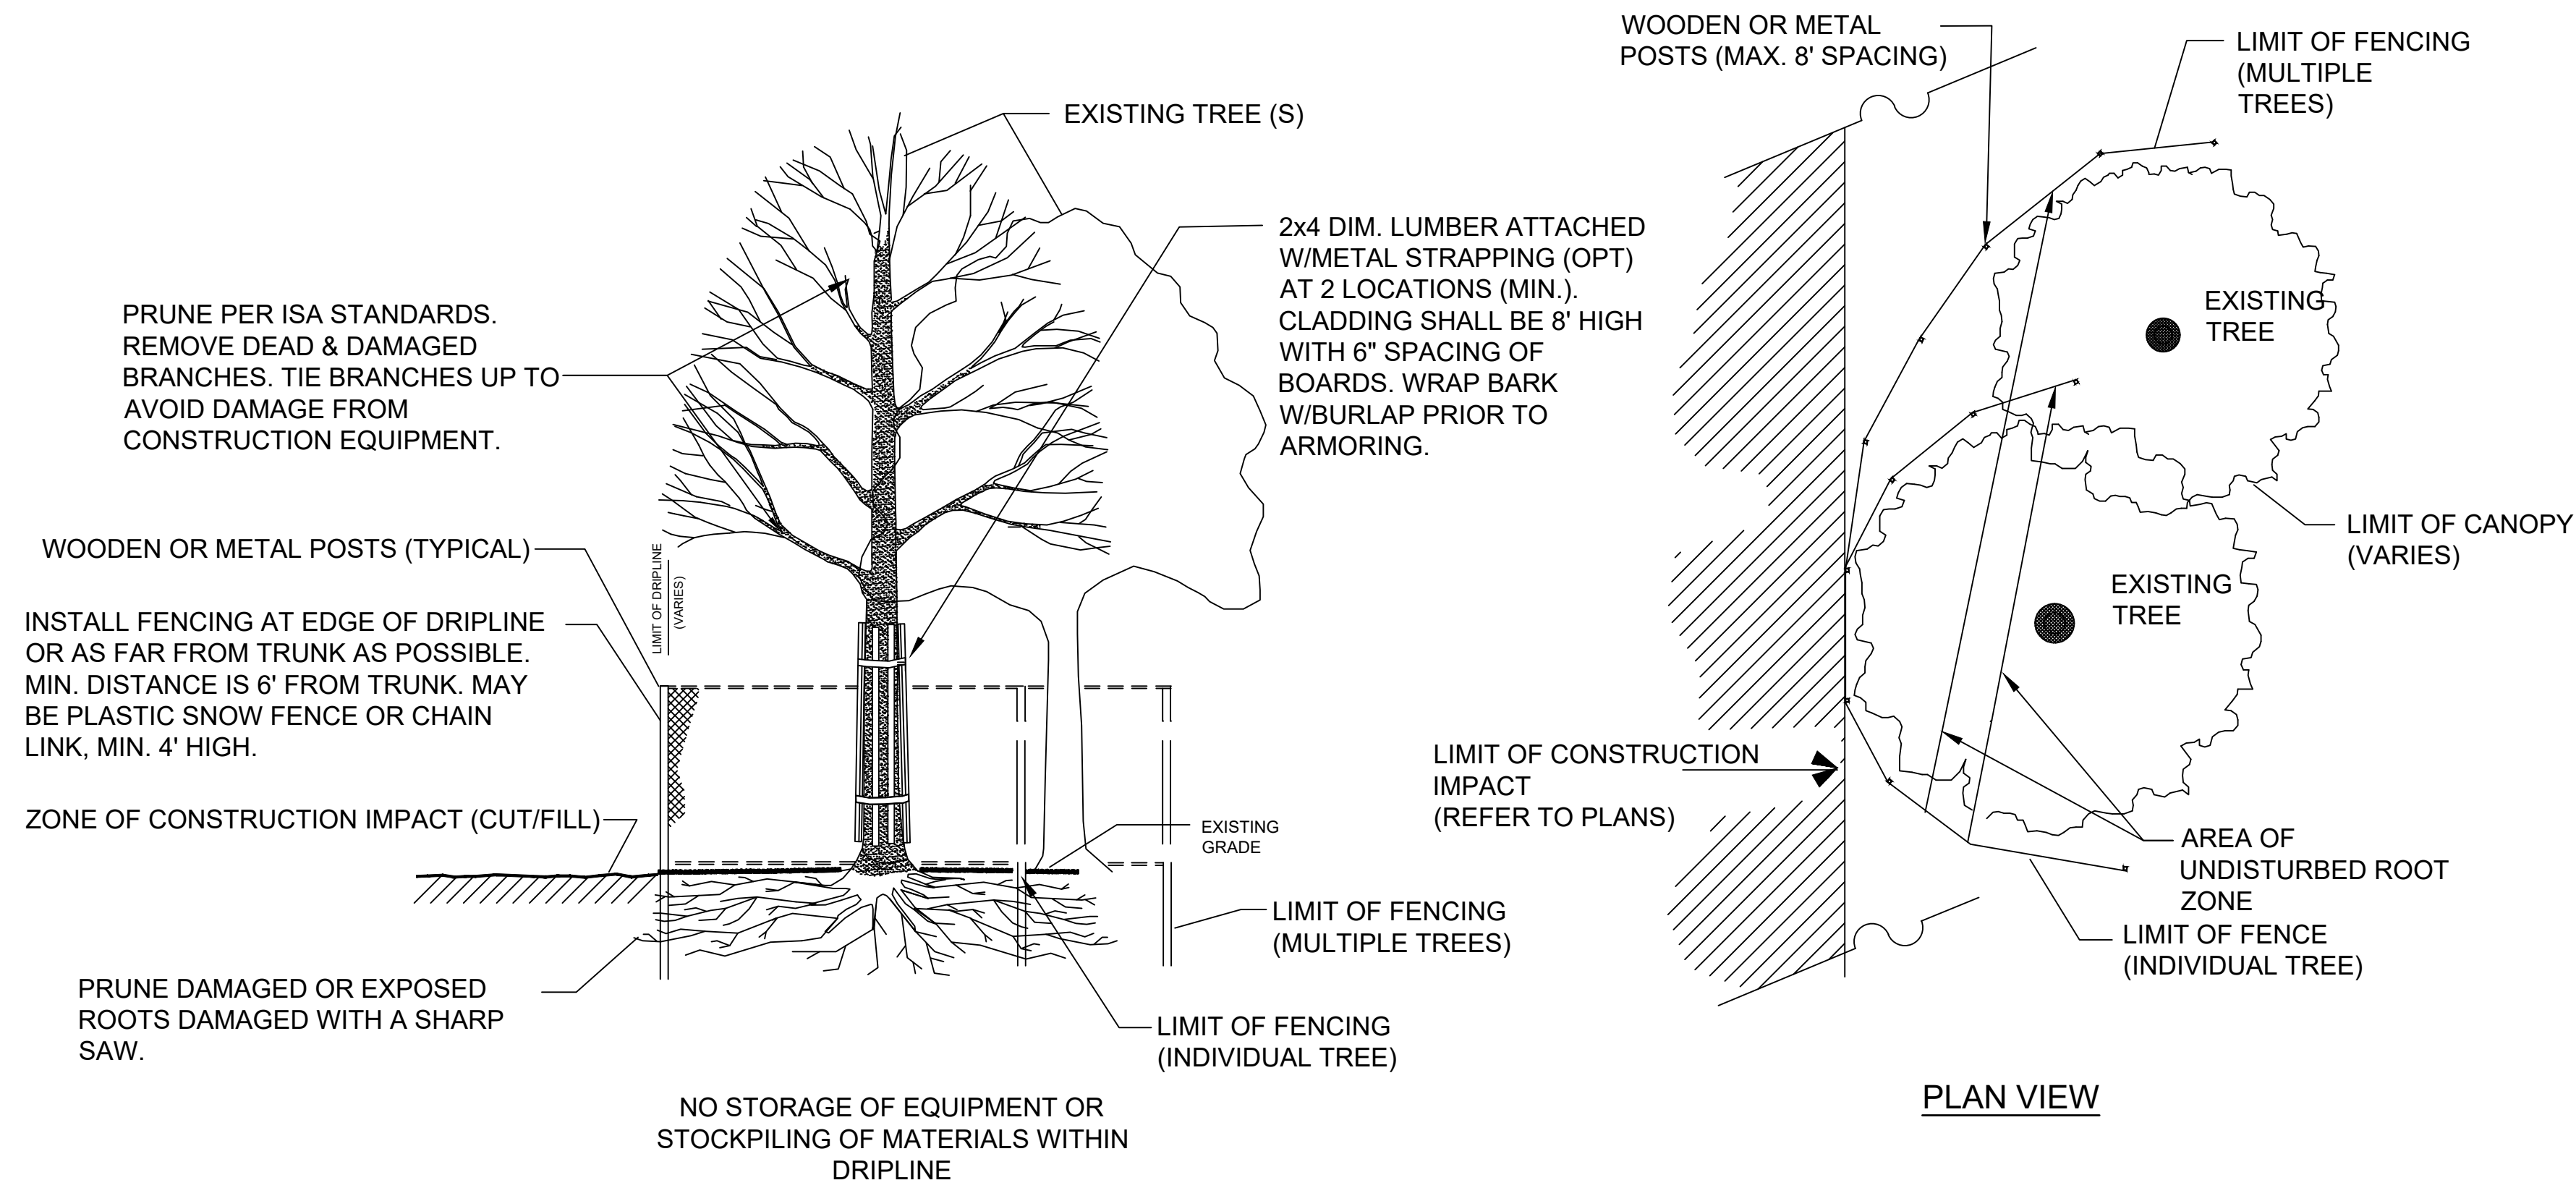 WOODEN OR METAL
POSTS (MAX. 8' SPACING)
LIMIT OF FENCING
(MULTIPLE
TREES)
EXISTING TREE (S)
2x4 DIM. LUMBER ATTACHED
W/METAL STRAPPING (OPT)
AT 2 LOCATIONS (MIN.).
CLADDING SHALL BE 8' HIGH
WITH 6" SPACING OF
BOARDS. WRAP BARK
W/BURLAP PRIOR TO
ARMORING.
PRUNE PER ISA STANDARDS.
REMOVE DEAD & DAMAGED
BRANCHES. TIE BRANCHES UP TO
AVOID DAMAGE FROM
CONSTRUCTION EQUIPMENT.
EXISTING
TREE
WOODEN OR METAL POSTS (TYPICAL)
LIMIT OF DRIPLINE
(VARIES)
LIMIT OF CANOPY
(VARIES)
EXISTING
TREE
INSTALL FENCING AT EDGE OF DRIPLINE
OR AS FAR FROM TRUNK AS POSSIBLE.
MIN. DISTANCE IS 6' FROM TRUNK. MAY
BE PLASTIC SNOW FENCE OR CHAIN
LINK, MIN. 4' HIGH.
LIMIT OF CONSTRUCTION
IMPACT
(REFER TO PLANS)
ZONE OF CONSTRUCTION IMPACT (CUT/FILL)
EXISTING
GRADE
AREA OF
UNDISTURBED ROOT
ZONE
LIMIT OF FENCING
(MULTIPLE TREES)
LIMIT OF FENCE
(INDIVIDUAL TREE)
PRUNE DAMAGED OR EXPOSED
ROOTS DAMAGED WITH A SHARP
SAW.
LIMIT OF FENCING
(INDIVIDUAL TREE)
NO STORAGE OF EQUIPMENT OR
STOCKPILING OF MATERIALS WITHIN
DRIPLINE
PLAN VIEW